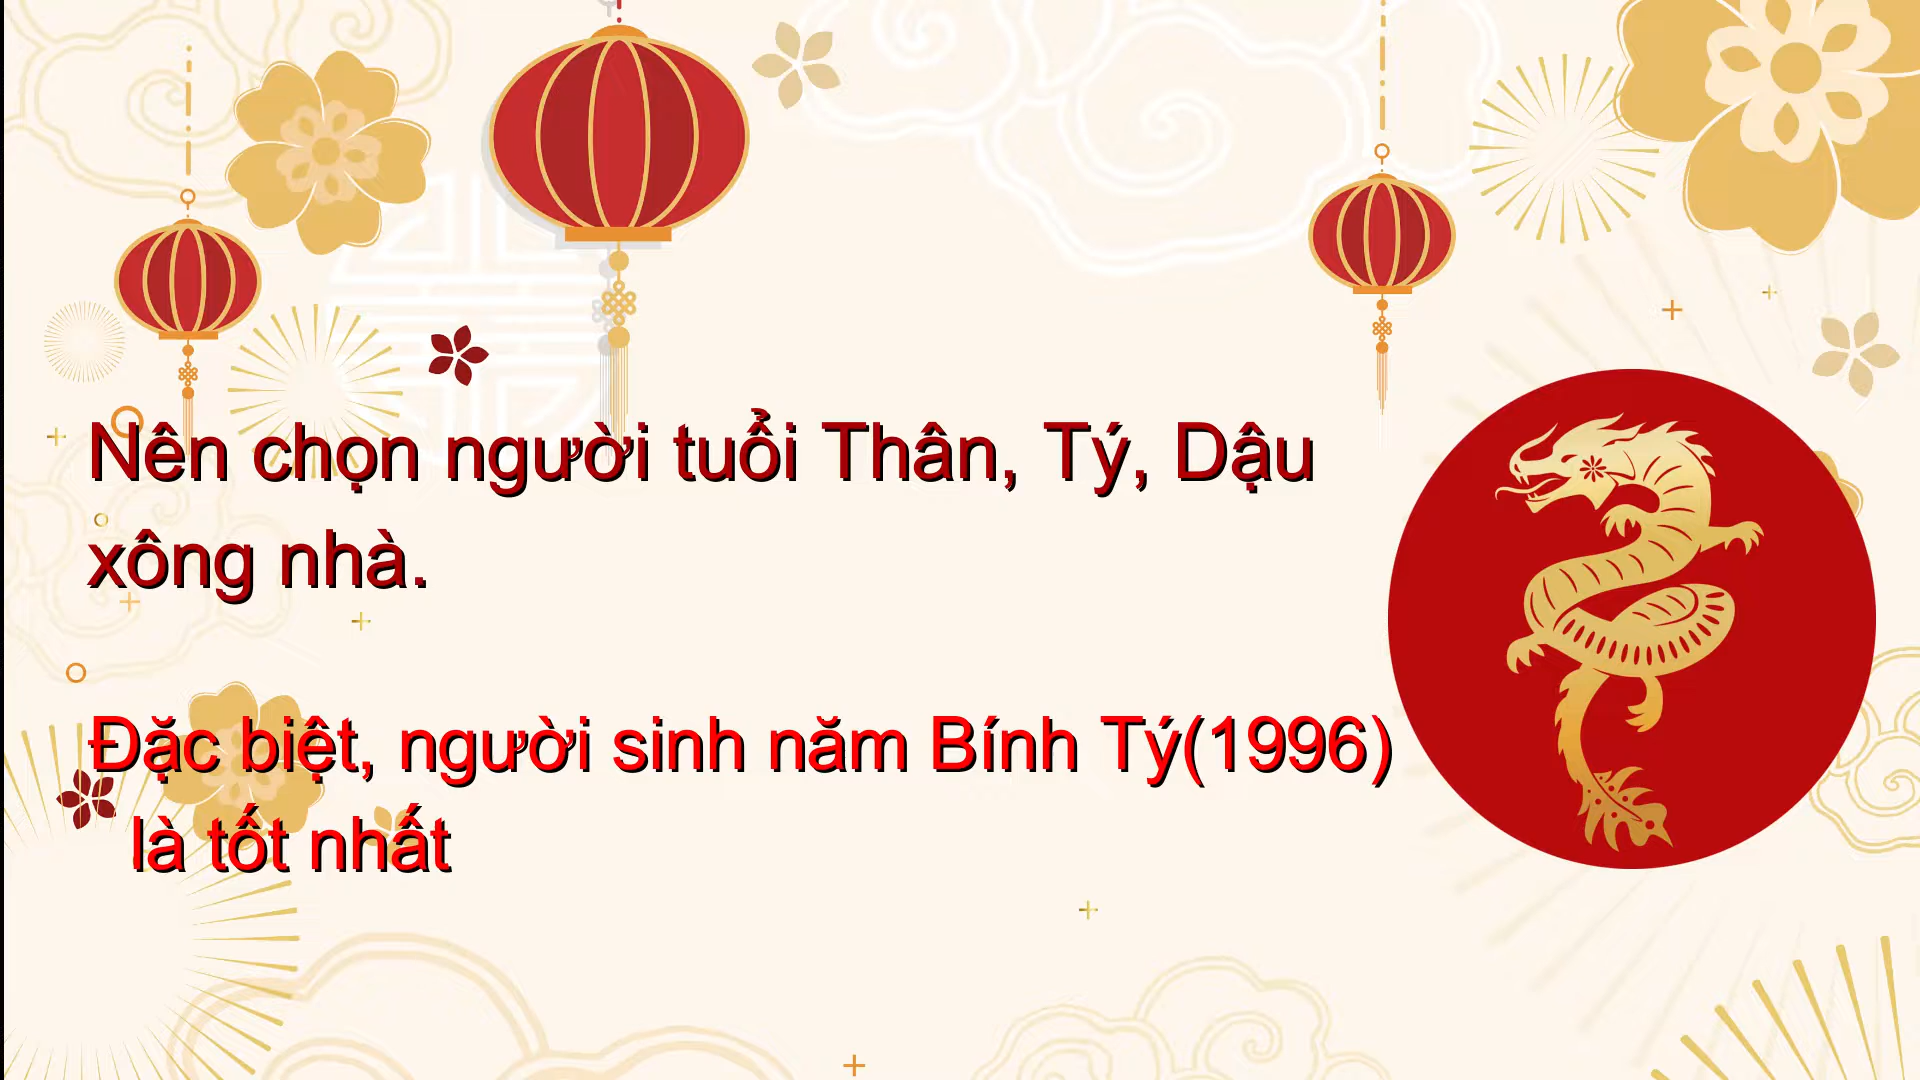 Nên chọn người tuổi Thân, Tý, Dậu
xông nhà.
Đặc biệt, người sinh năm Bính Tý(1996)
là tốt nhất